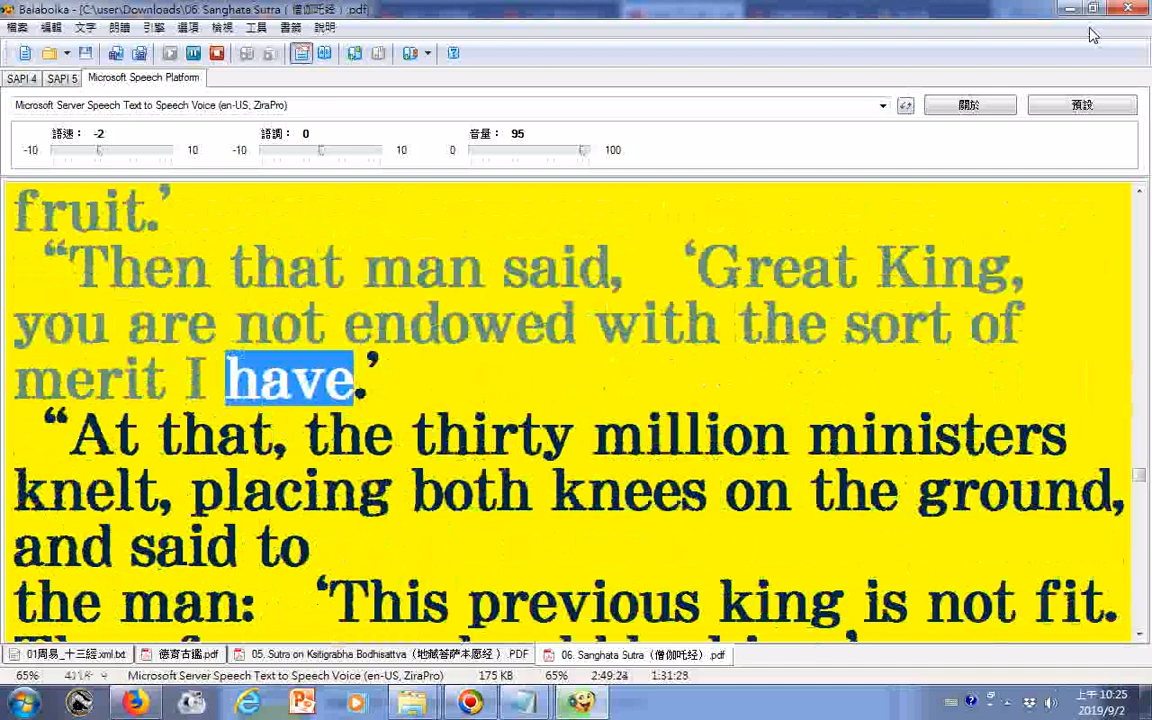 Balabolka - [C:\user\Downloads\06. Sanghata Sutra（僧伽吒经）.pdf]
檔案 編輯 文字 朗讀 引擎 選項 檢視 工具 書籤 說明
SAPI 4 SAPI 5 Microsoft Speech Platform
Microsoft Server Speech Text to Speech Voice (en-US, ZiraPro) 關於 預設
語速： -2 語調： 0 音量： 95
-10 10 -10 10 0 100
fruit.’
“Then that man said, ‘Great King,
you are not endowed with the sort of
merit I have.’
“At that, the thirty million ministers
knelt, placing both knees on the ground,
and said to
the man: ‘This previous king is not fit.
01周易_十三經.xml.txt 德育古鑑.pdf 05. Sutra on Ksitigrabha Bodhisattva（地藏菩萨本愿经）.PDF 06. Sanghata Sutra（僧伽吒经）.pdf
65% Microsoft Server Speech Text to Speech Voice (en-US, ZiraPro) 175 KB 65% 1:31:28
上午 10:25
2019/9/2